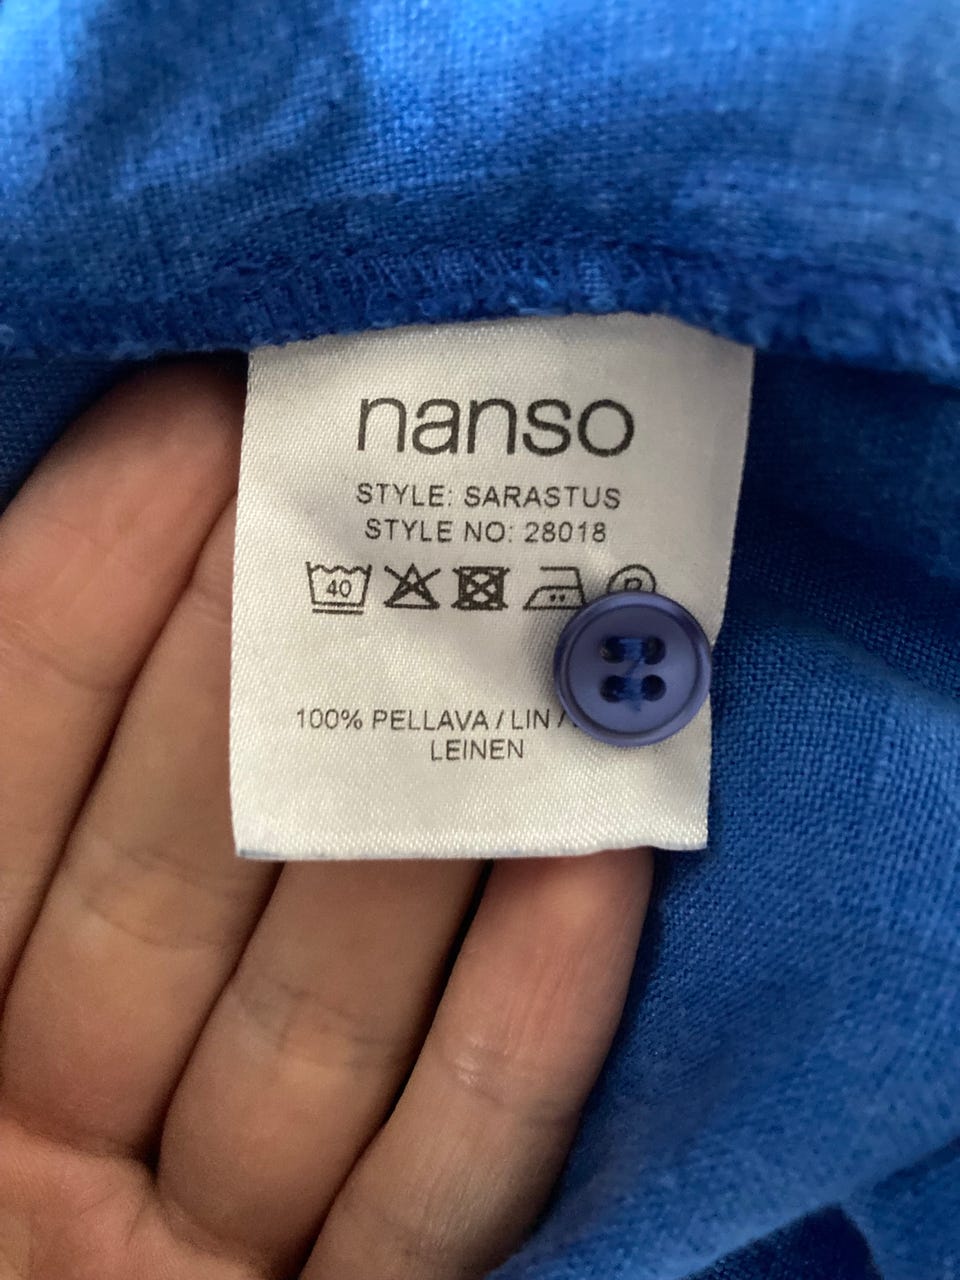 nanso
STYLE: SARASTUS
STYLE NO: 28018
40 P
100% PELLAVA / LIN /
LEINEN